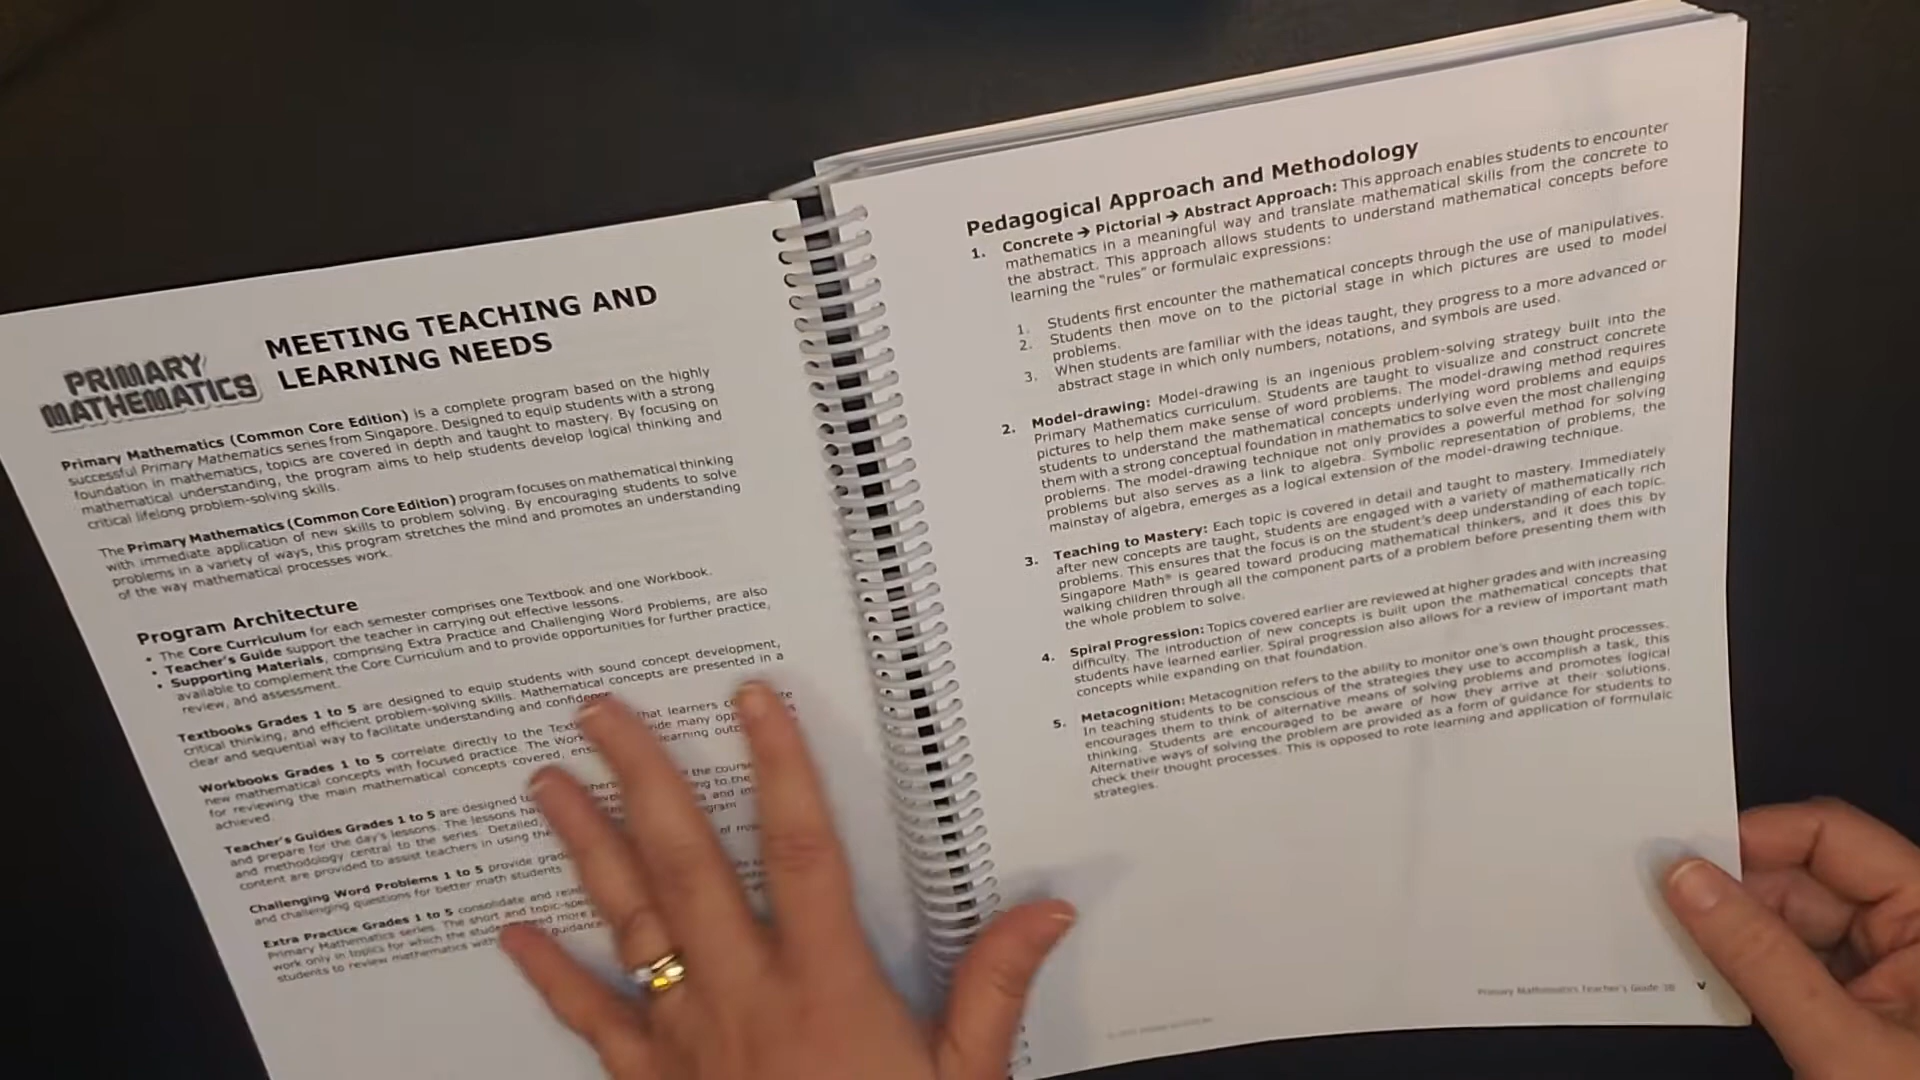 PRIMARY
MATHEMATICS
MEETING TEACHING AND
LEARNING NEEDS
Primary Mathematics (Common Core Edition) is a complete program based on the highly
successful Primary Mathematics series from Singapore. Designed to equip students with a strong
foundation in mathematics, topics are covered in depth and taught to mastery. By focusing on
mathematical understanding, the program aims to help students develop logical thinking and
critical lifelong problem-solving skills.
The Primary Mathematics (Common Core Edition) program focuses on mathematical thinking
with immediate application of new skills to problem solving. By encouraging students to solve
problems in a variety of ways, this program stretches the mind and promotes an understanding
of the way mathematical processes work.
Program Architecture
• The Core Curriculum for each semester comprises one Textbook and one Workbook.
• Teacher's Guide support the teacher in carrying out effective lessons.
• Supporting Materials, comprising Extra Practice and Challenging Word Problems, are also
available to complement the Core Curriculum and to provide opportunities for further practice,
review, and assessment.
Textbooks Grades 1 to 5 are designed to equip students with sound concept development,
critical thinking, and efficient problem-solving skills. Mathematical concepts are presented in a
clear and sequential way to facilitate understanding and confidence
Workbooks Grades 1 to 5 correlate directly to the that learners
new mathematical concepts with focused practice. The many
for reviewing the main mathematical concepts covered, learning
achieved.
Teacher's Guides Grades 1 to 5 are designed the course
and prepare for the day's lessons. The lessons to the
and methodology central to the series. Detailed, and
content are provided to assist teachers in using the
Challenging Word Problems 1 to 5 provide of
and challenging questions for better math students
Extra Practice Grades 1 to 5 consolidate and
Primary Mathematics series. The short and
work only in topics for which the need more guidance
students to review mathematics with
Pedagogical Approach and Methodology
1. Concrete → Pictorial → Abstract Approach: This approach enables students to encounter
mathematics in a meaningful way and translate mathematical skills from the concrete to
the abstract. This approach allows students to understand mathematical concepts before
learning the "rules" or formulaic expressions:
1. Students first encounter the mathematical concepts through the use of manipulatives.
2. Students then move on to the pictorial stage in which pictures are used to model
problems.
3. When students are familiar with the ideas taught, they progress to a more advanced or
abstract stage in which only numbers, notations, and symbols are used.
2. Model-drawing: Model-drawing is an ingenious problem-solving strategy built into the
Primary Mathematics curriculum. Students are taught to visualize and construct concrete
pictures to help them make sense of word problems. The model-drawing method requires
students to understand the mathematical concepts underlying word problems and equips
them with a strong conceptual foundation in mathematics to solve even the most challenging
problems. The model-drawing technique not only provides a powerful method for solving
problems but also serves as a link to algebra. Symbolic representation of problems, the
mainstay of algebra, emerges as a logical extension of the model-drawing technique.
3. Teaching to Mastery: Each topic is covered in detail and taught to mastery. Immediately
after new concepts are taught, students are engaged with a variety of mathematically rich
problems. This ensures that the focus is on the student's deep understanding of each topic.
Singapore Math® is geared toward producing mathematical thinkers, and it does this by
walking children through all the component parts of a problem before presenting them with
the whole problem to solve.
4. Spiral Progression: Topics covered earlier are reviewed at higher grades and with increasing
difficulty. The introduction of new concepts is built upon the mathematical concepts that
students have learned earlier. Spiral progression also allows for a review of important math
concepts while expanding on that foundation.
5. Metacognition: Metacognition refers to the ability to monitor one's own thought processes.
In teaching students to be conscious of the strategies they use to accomplish a task, this
encourages them to think of alternative means of solving problems and promotes logical
thinking. Students are encouraged to be aware of how they arrive at their solutions.
Alternative ways of solving the problem are provided as a form of guidance for students to
check their thought processes. This is opposed to rote learning and application of formulaic
strategies.
Primary Mathematics Teacher's Guide 3B v